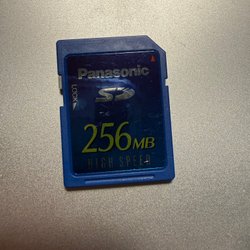 Panasonic
LOCK
SD
256MB
HIGH SPEED